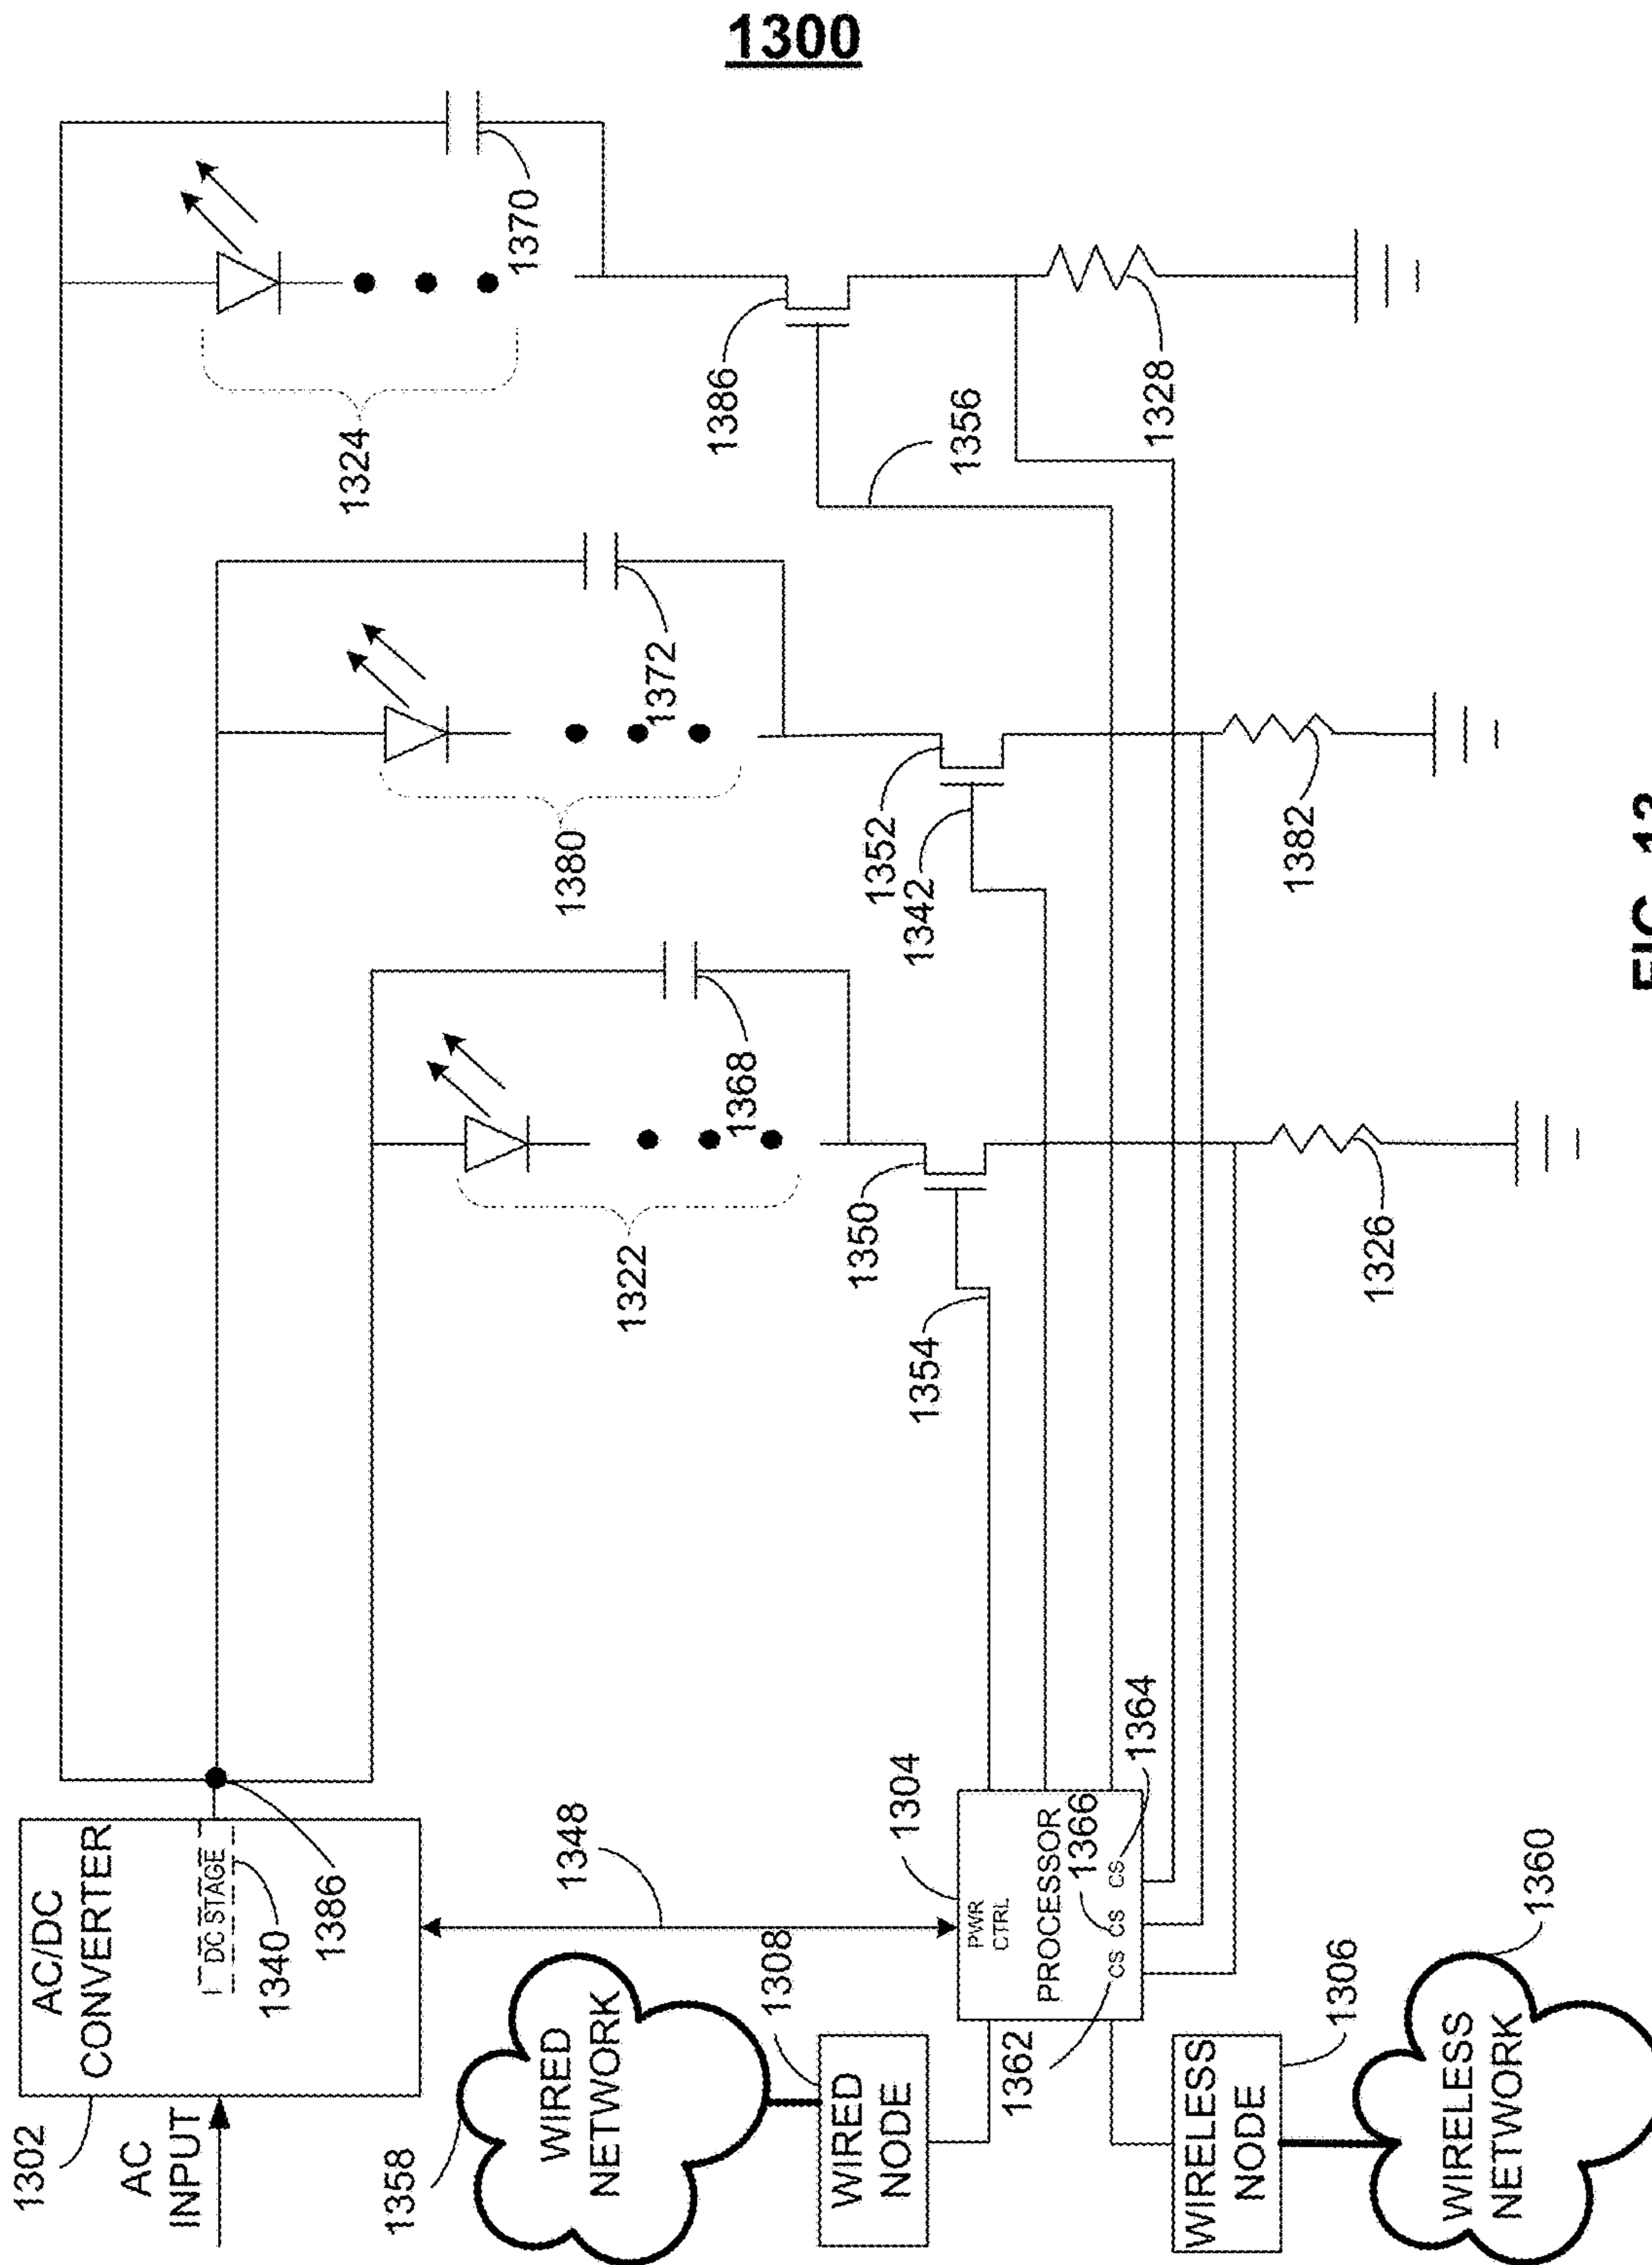 1300
1302
AC/DC
CONVERTER
DC STAGE
1340
AC
INPUT
1386
1348
1358
WIRED
NETWORK
1308
WIRED
NODE
1304
PWR
CTRL
PROCESSOR
1366
CS
CS
CS
1362
1364
WIRELESS
NODE
1306
WIRELESS
NETWORK
1360
1322
1368
1350
1354
1326
1380
1372
1352
1342
1382
1324
1370
1386
1356
1328
FIG. 13